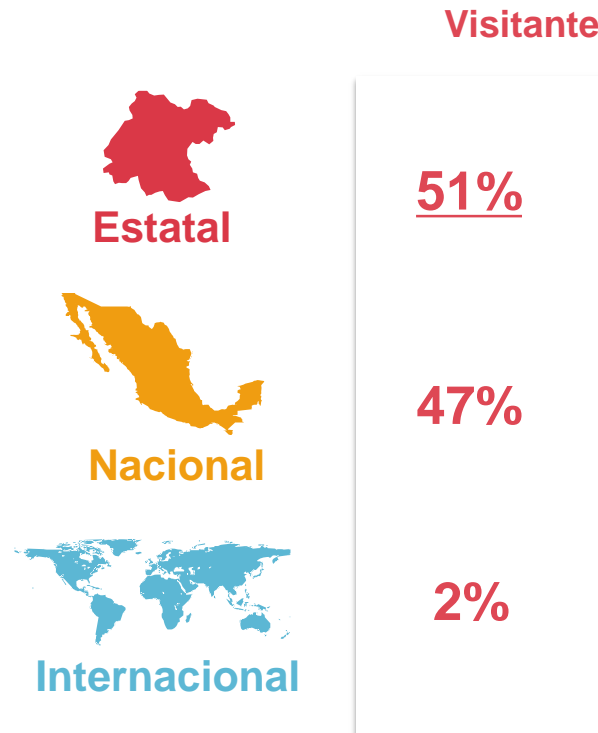 Visitante
51%
Estatal
47%
Nacional
2%
Internacional